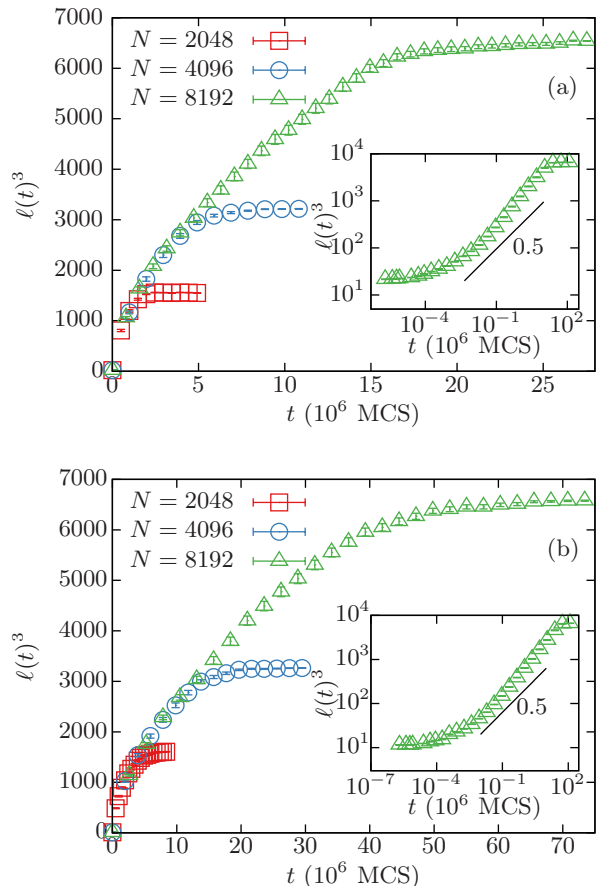 7000
6000
5000
4000
3000
2000
1000
0
ℓ(t)³
N = 2048
N = 4096
N = 8192
(a)
10⁴
10³
10²
10¹
ℓ(t)³
0.5
10⁻⁴ 10⁻¹ 10²
t (10⁶ MCS)
0 5 10 15 20 25
t (10⁶ MCS)
7000
6000
5000
4000
3000
2000
1000
0
ℓ(t)³
N = 2048
N = 4096
N = 8192
(b)
10⁴
10³
10²
10¹
ℓ(t)³
0.5
10⁻⁷ 10⁻⁴ 10⁻¹ 10²
t (10⁶ MCS)
0 10 20 30 40 50 60 70
t (10⁶ MCS)